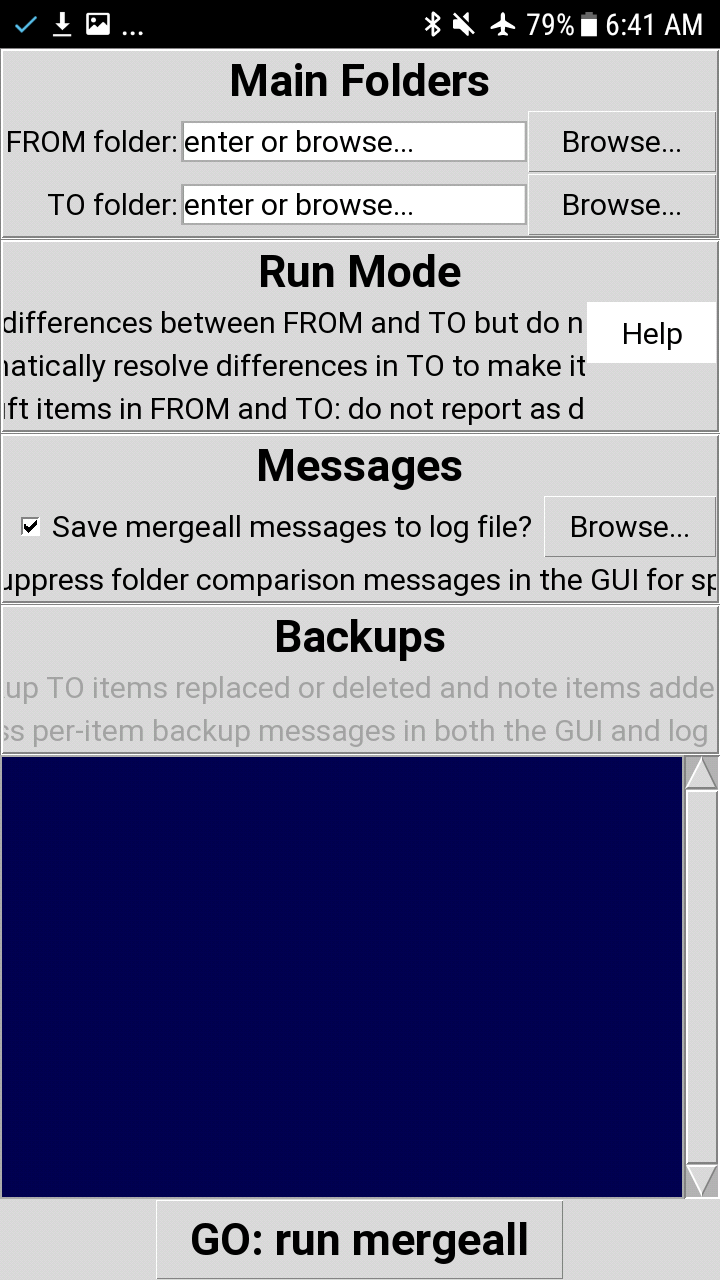 ... 79% 6:41 AM
Main Folders
FROM folder: enter or browse... Browse...
TO folder: enter or browse... Browse...
Run Mode
differences between FROM and TO but do n
Help
natically resolve differences in TO to make it
ıft items in FROM and TO: do not report as d
Messages
Save mergeall messages to log file? Browse...
uppress folder comparison messages in the GUI for sp
Backups
up TO items replaced or deleted and note items adde
ss per-item backup messages in both the GUI and log
GO: run mergeall